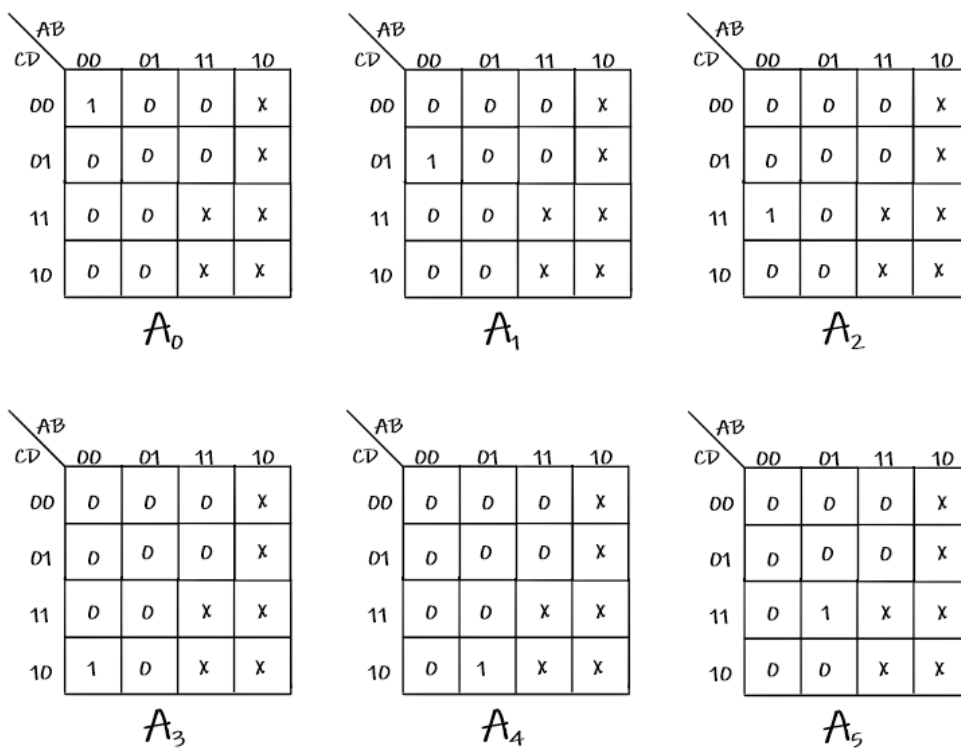 AB AB AB
CD 00 01 11 10 CD 00 01 11 10 CD 00 01 11 10
00 1 0 0 X 00 0 0 0 X 00 0 0 0 X
01 0 0 0 X 01 1 0 0 X 01 0 0 0 X
11 0 0 X X 11 0 0 X X 11 1 0 X X
10 0 0 X X 10 0 0 X X 10 0 0 X X
A₀ A₁ A₂
AB AB AB
CD 00 01 11 10 CD 00 01 11 10 CD 00 01 11 10
00 0 0 0 X 00 0 0 0 X 00 0 0 0 X
01 0 0 0 X 01 0 0 0 X 01 0 0 0 X
11 0 0 X X 11 0 0 X X 11 0 1 X X
10 1 0 X X 10 0 1 X X 10 0 0 X X
A₃ A₄ A₅